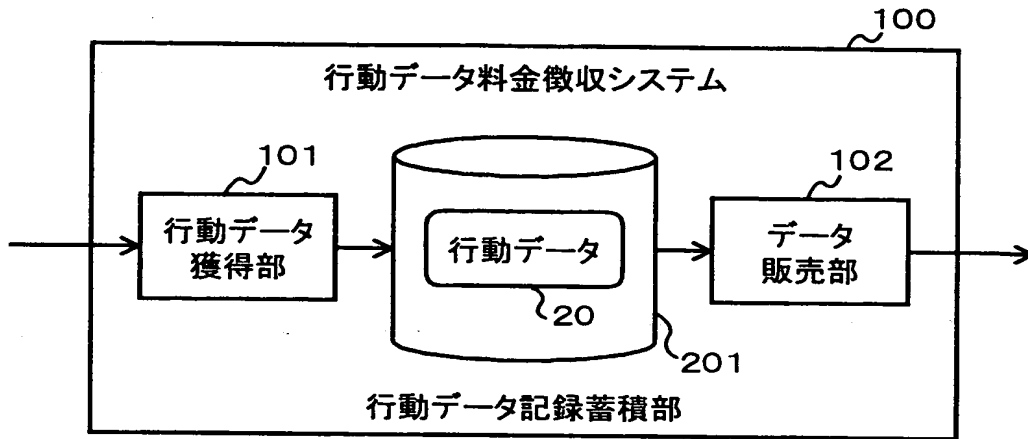 100
行動データ料金徴収システム
101
102
行動データ
獲得部
行動データ
データ
販売部
20
201
行動データ記録蓄積部